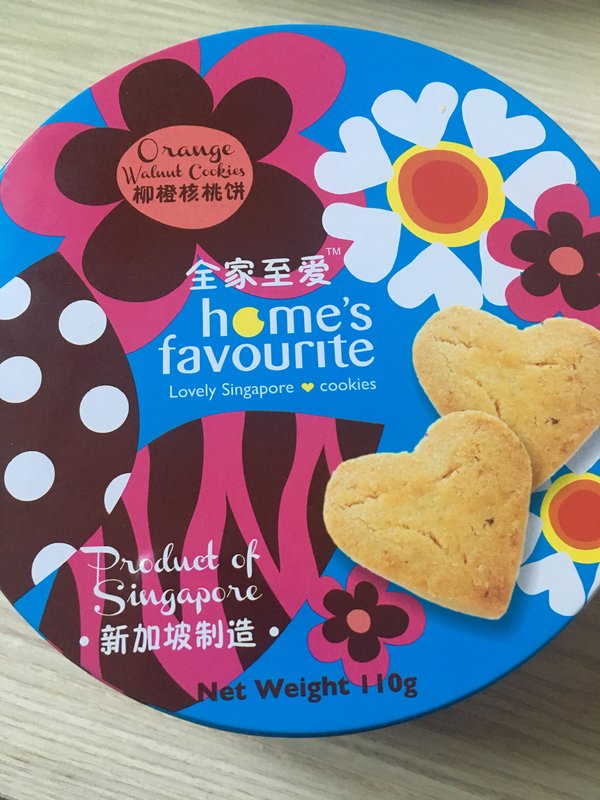 Orange
Walnut Cookies
柳橙核桃饼
全家至爱™
home's
favourite
Lovely Singapore cookies
Product of
Singapore
• 新加坡制造 •
Net Weight 110g